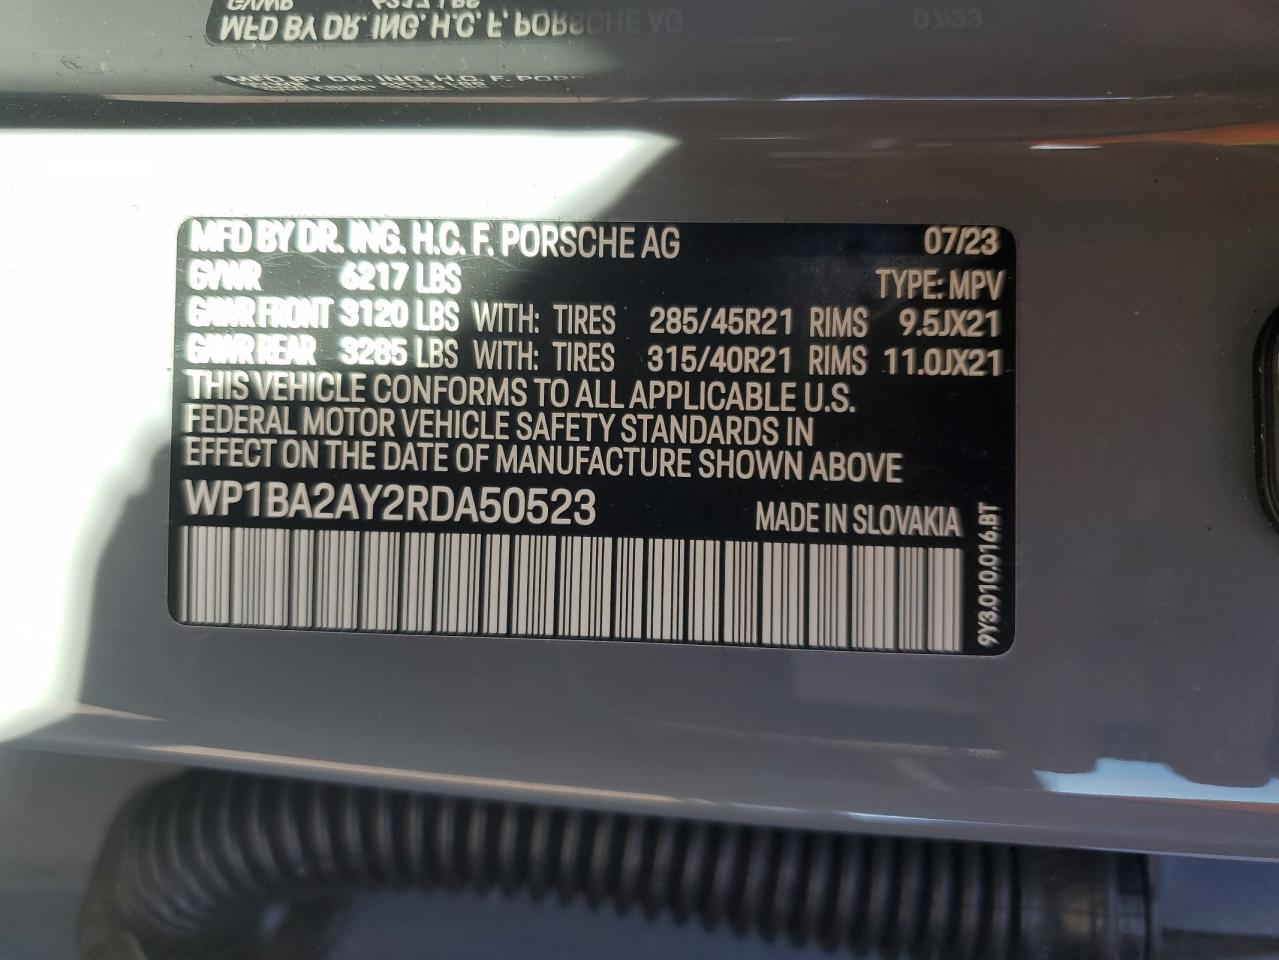 MFD BY DR. ING. H.C. F. PORSCHE AG 07/23
GVWR 6217 LBS TYPE: MPV
GAWR FRONT 3120 LBS WITH: TIRES 285/45R21 RIMS 9.5JX21
GAWR REAR 3285 LBS WITH: TIRES 315/40R21 RIMS 11.0JX21
THIS VEHICLE CONFORMS TO ALL APPLICABLE U.S.
FEDERAL MOTOR VEHICLE SAFETY STANDARDS IN
EFFECT ON THE DATE OF MANUFACTURE SHOWN ABOVE
WP1BA2AY2RDA50523 MADE IN SLOVAKIA
9Y3.010.016.BT